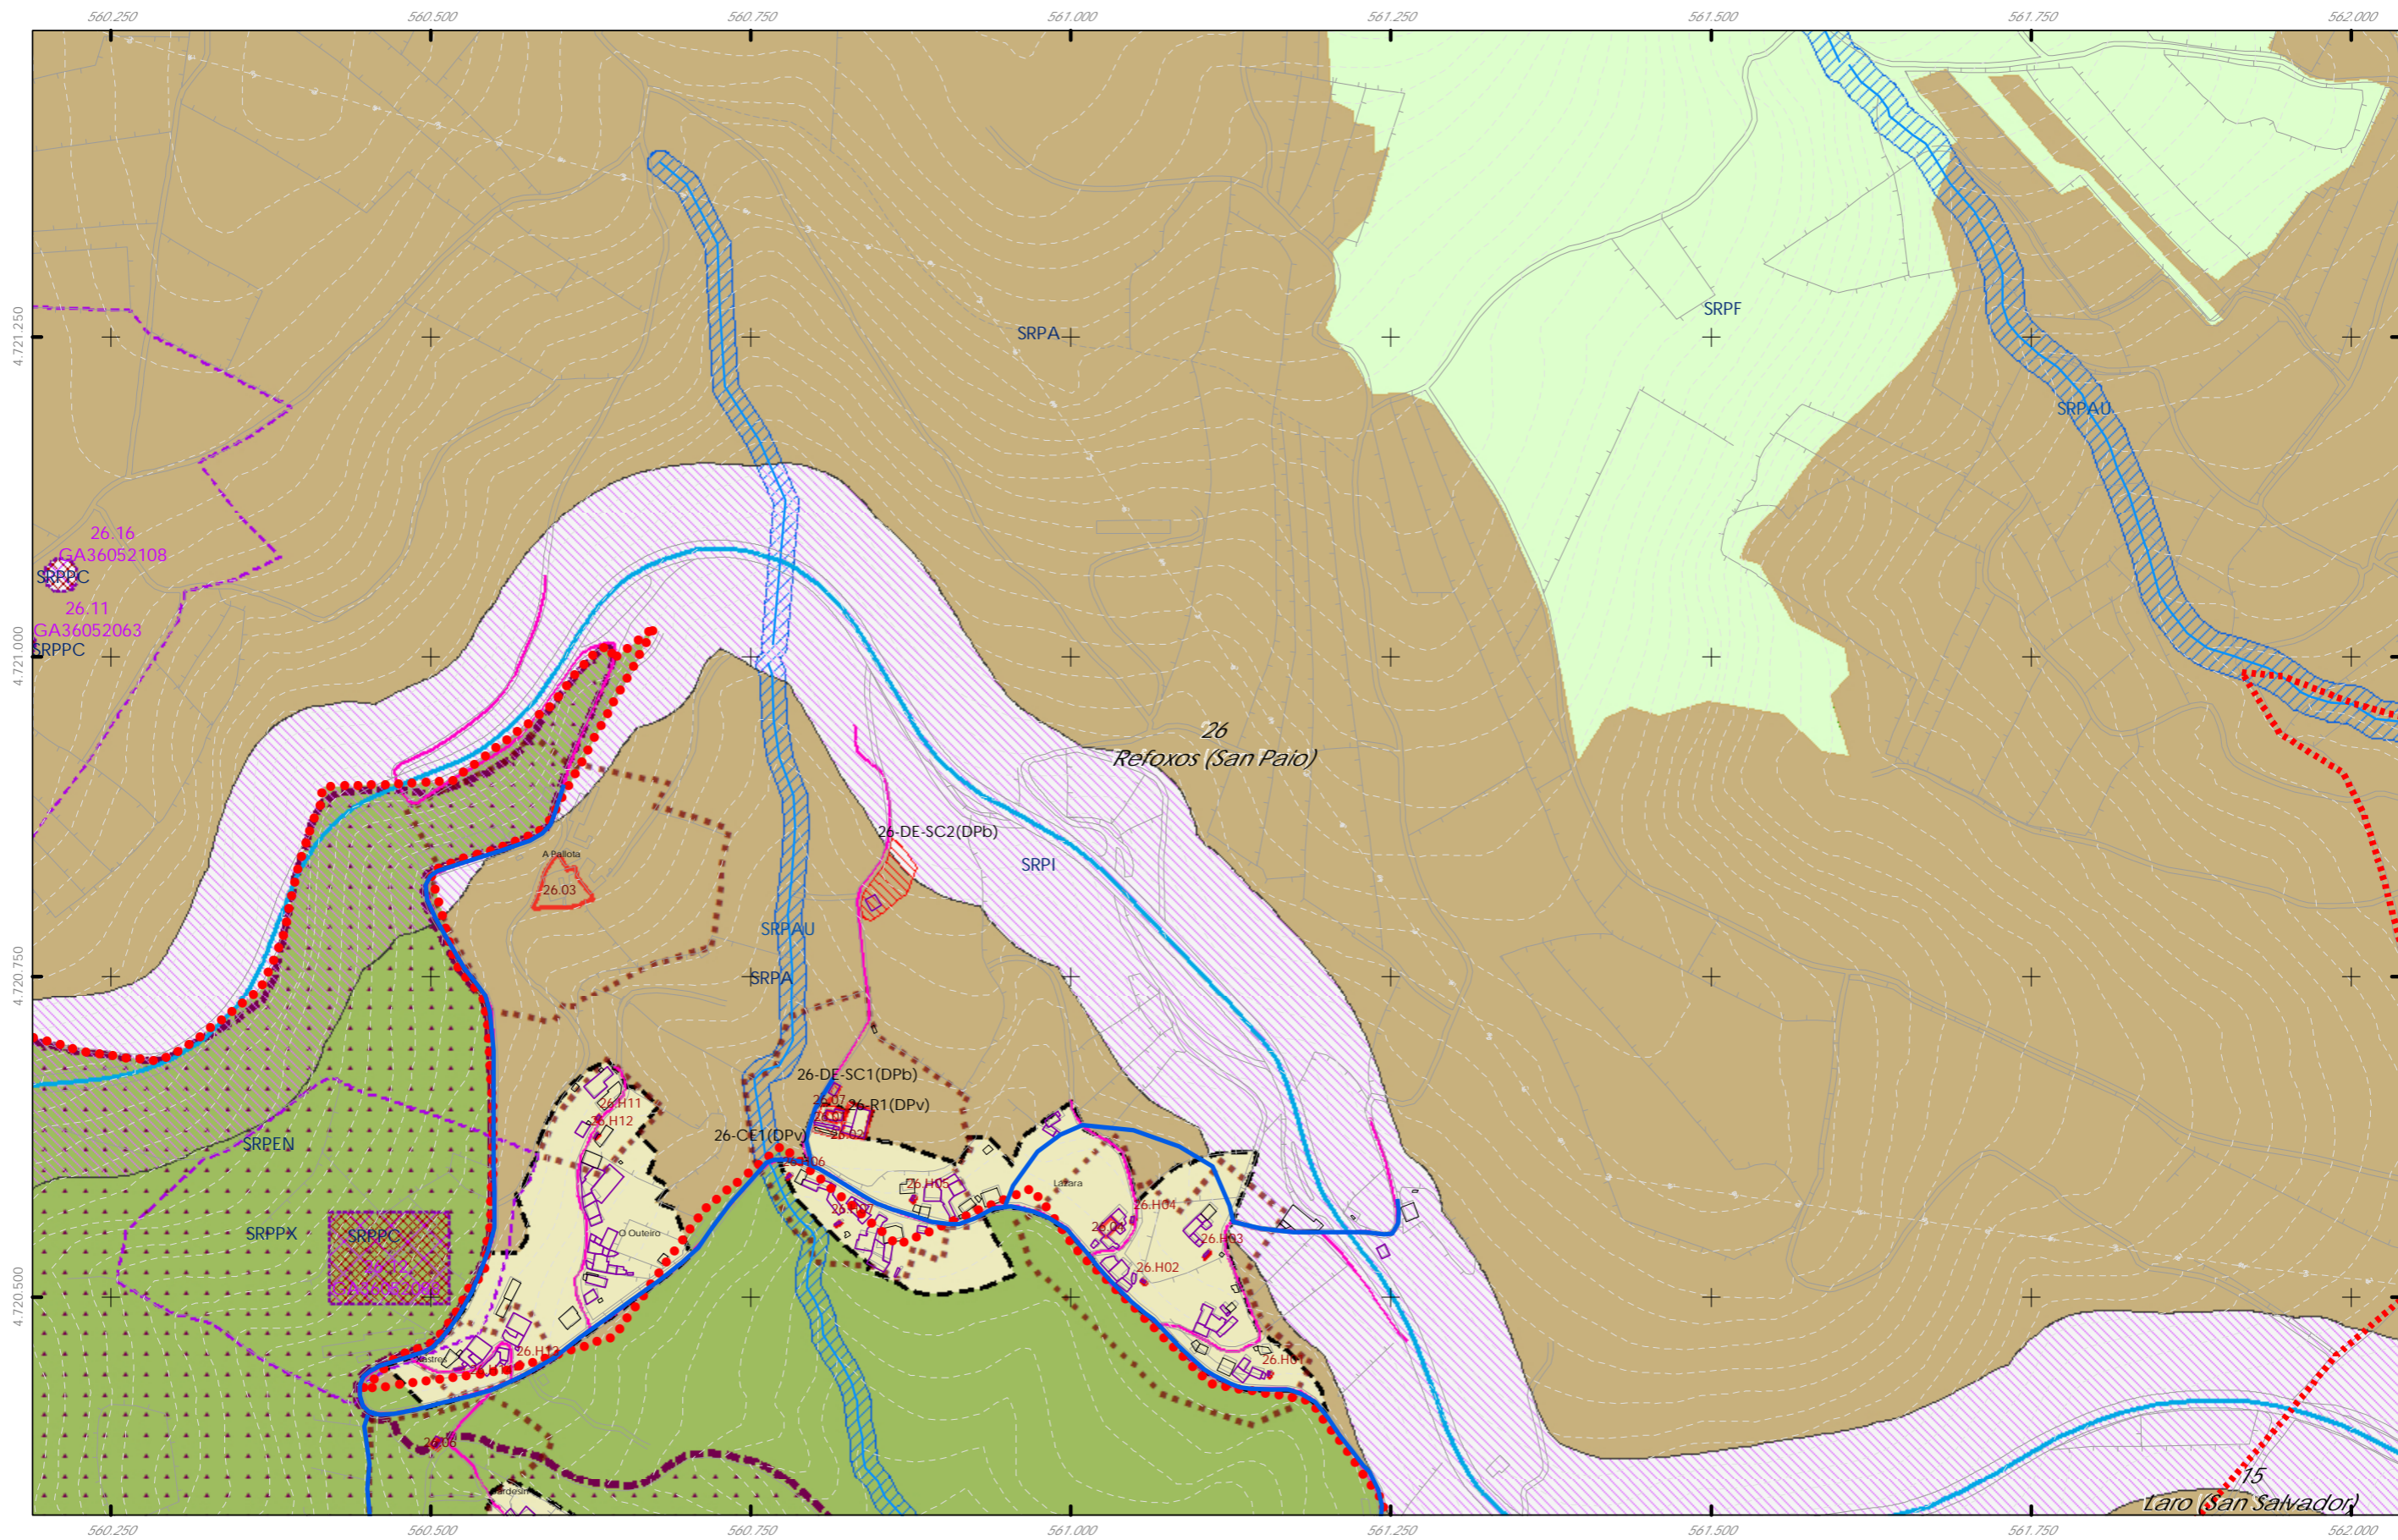 560.250 560.500 560.750 561.000 561.250 561.500 561.750 562.000
4.721.250
SRPA
SRPF
SRPAU
26.16
GA36052108
SRPPC
26.11
GA36052063
SRPPC
4.721.000
26
Refoxos (San Paio)
26-DE-SC2(DPb)
A Pallota
26.03
SRPI
SRPAU
SRPA
4.720.750
26-DE-SC1(DPb)
26.07
26-R1(DPv)
26.H11
26.H12
26.02
26-CE1(DPv)
SRPEN
26.H05
Lázara
26.H04
26.H03
O Outeiro
SRPPX
SRPPC
26.H02
4.720.500
26.H01
15
Laro (San Salvador)
560.250 560.500 560.750 561.000 561.250 561.500 561.750 562.000